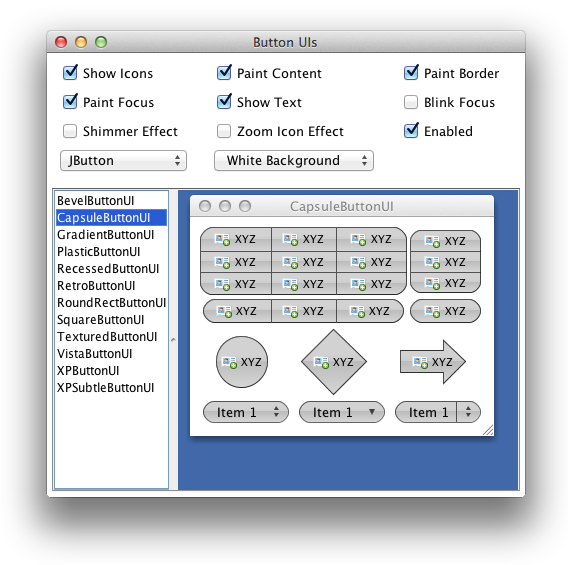 Button UIs
Show Icons Paint Content Paint Border
Paint Focus Show Text Blink Focus
Shimmer Effect Zoom Icon Effect Enabled
JButton White Background
BevelButtonUI
CapsuleButtonUI
GradientButtonUI
PlasticButtonUI
RecessedButtonUI
RetroButtonUI
RoundRectButtonUI
SquareButtonUI
TexturedButtonUI
VistaButtonUI
XPButtonUI
XPSubtleButtonUI
CapsuleButtonUI
XYZ XYZ XYZ XYZ
XYZ XYZ XYZ XYZ
XYZ XYZ XYZ XYZ
XYZ XYZ XYZ XYZ
XYZ XYZ XYZ
Item 1 Item 1 Item 1